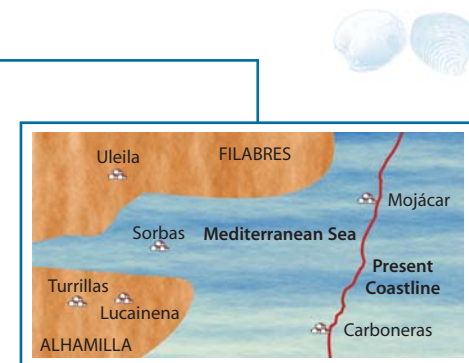 Uleila
FILABRES
Mojácar
Sorbas
Mediterranean Sea
Present
Coastline
Turrillas
Lucainena
Carboneras
ALHAMILLA